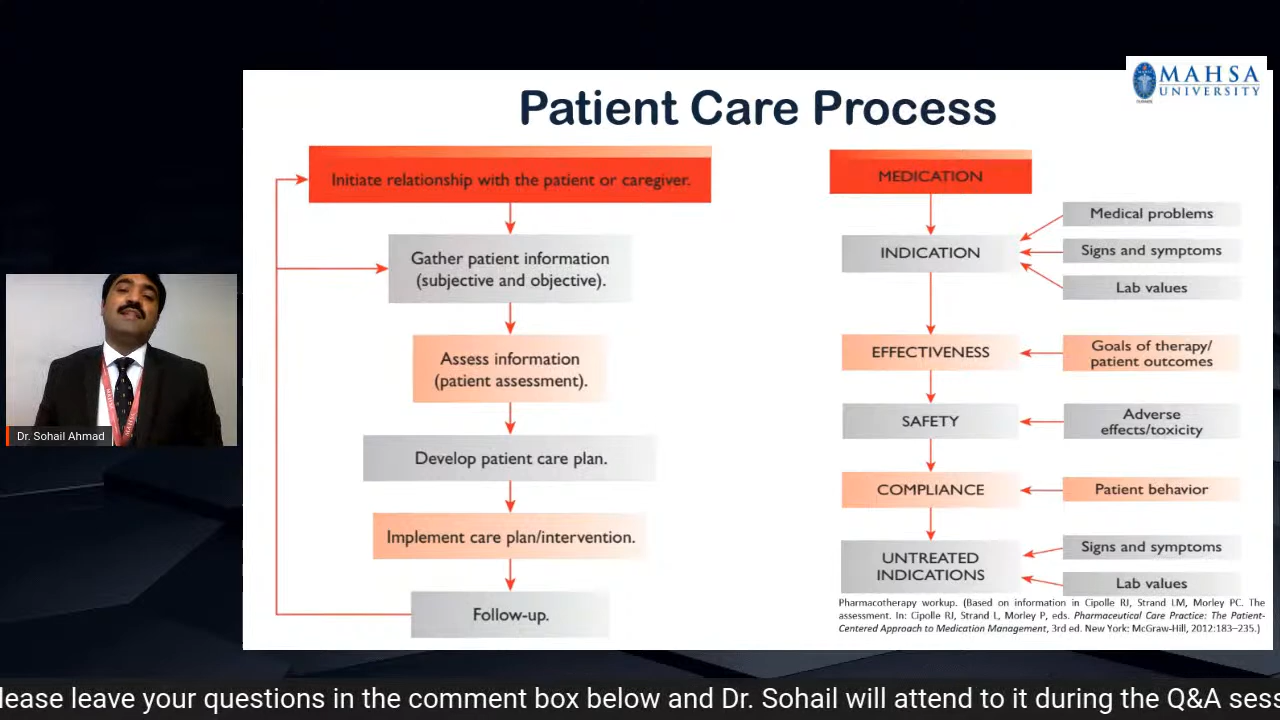 MAHSA
UNIVERSITY
Patient Care Process
Initiate relationship with the patient or caregiver.
Gather patient information
(subjective and objective).
Assess information
(patient assessment).
Develop patient care plan.
Implement care plan/intervention.
Follow-up.
MEDICATION
INDICATION
Medical problems
Signs and symptoms
Lab values
EFFECTIVENESS
Goals of therapy/
patient outcomes
SAFETY
Adverse
effects/toxicity
COMPLIANCE
Patient behavior
UNTREATED
INDICATIONS
Signs and symptoms
Lab values
Pharmacotherapy workup. (Based on information in Cipolle RJ, Strand LM, Morley PC. The
assessment. In: Cipolle RJ, Strand L, Morley P, eds. Pharmaceutical Care Practice: The Patient-
Centered Approach to Medication Management, 3rd ed. New York: McGraw-Hill, 2012:183–235.)
Dr. Sohail Ahmad
lease leave your questions in the comment box below and Dr. Sohail will attend to it during the Q&A sess